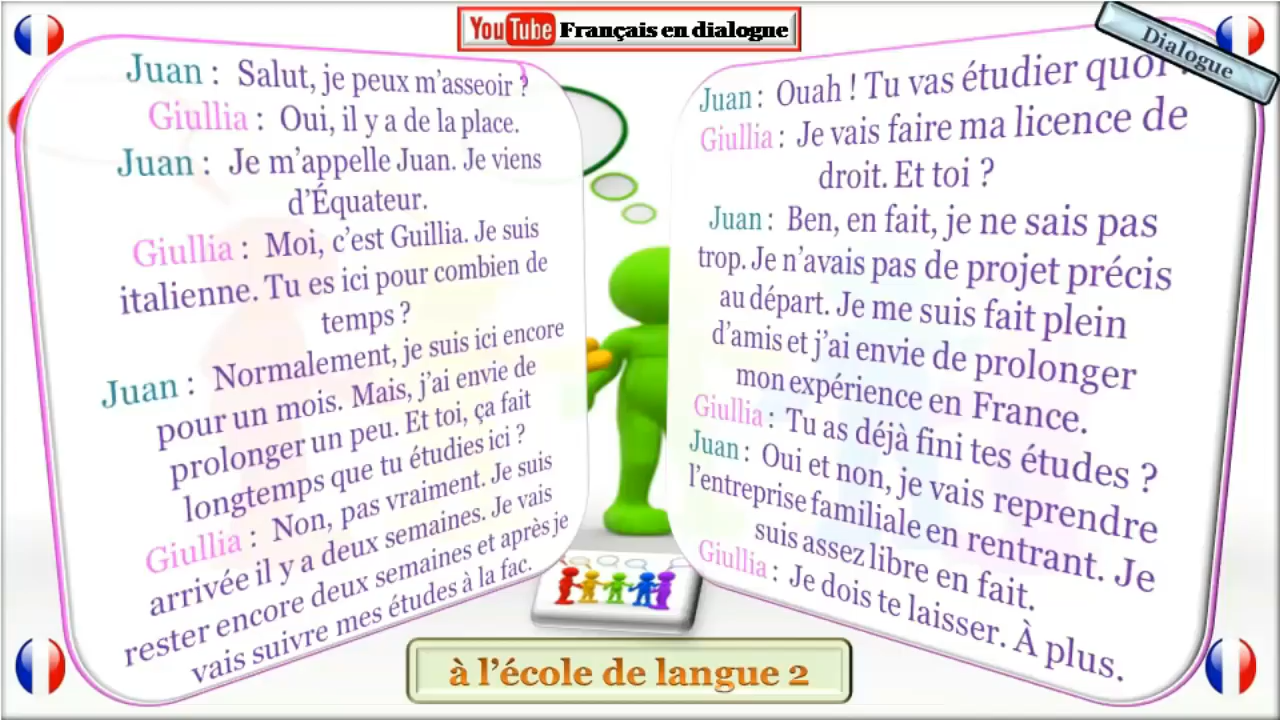 YouTube Français en dialogue
Dialogue
Juan : Salut, je peux m'asseoir ?
Giullia : Oui, il y a de la place.
Juan : Je m'appelle Juan. Je viens
d'Équateur.
Giullia : Moi, c'est Guillia. Je suis
italienne. Tu es ici pour combien de
temps ?
Juan : Normalement, je suis ici encore
pour un mois. Mais, j'ai envie de
prolonger un peu. Et toi, ça fait
longtemps que tu étudies ici ?
Giullia : Non, pas vraiment. Je suis
arrivée il y a deux semaines. Je vais
rester encore deux semaines et après je
vais suivre mes études à la fac.
Juan : Ouah ! Tu vas étudier quoi ?
Giullia : Je vais faire ma licence de
droit. Et toi ?
Juan : Ben, en fait, je ne sais pas
trop. Je n'avais pas de projet précis
au départ. Je me suis fait plein
d'amis et j'ai envie de prolonger
mon expérience en France.
Giullia : Tu as déjà fini tes études ?
Juan : Oui et non, je vais reprendre
l'entreprise familiale en rentrant. Je
suis assez libre en fait.
Giullia : Je dois te laisser. À plus.
à l'école de langue 2